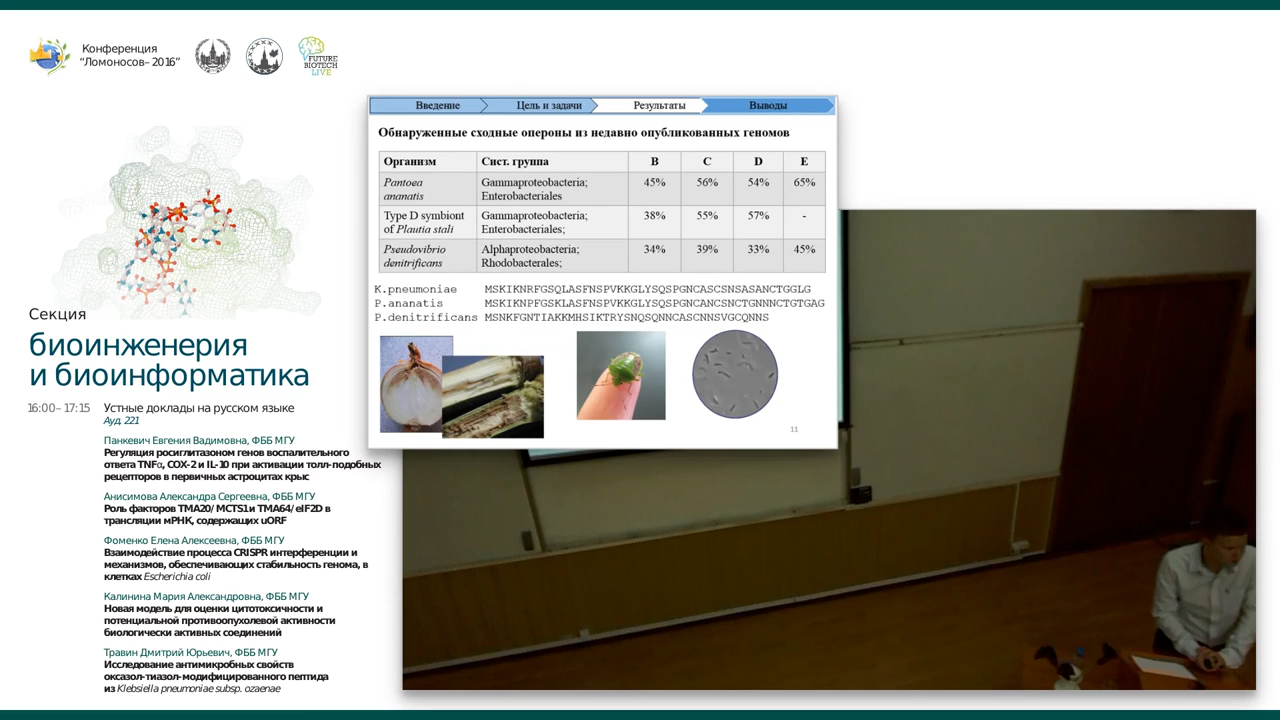 Конференция
“Ломоносов– 2016”
FUTURE
BIOTECH
LIVE
Введение
Цель и задачи
Результаты
Выводы
Обнаруженные сходные опероны из недавно опубликованных геномов
Организм Сист. группа B C D E
Pantoea Gammaproteobacteria; 45% 56% 54% 65%
ananatis Enterobacteriales
Type D symbiont Gammaproteobacteria; 38% 55% 57% -
of Plautia stali Enterobacteriales;
Pseudovibrio Alphaproteobacteria; 34% 39% 33% 45%
denitrificans Rhodobacterales;
K.pneumoniae MSKIKNRFGSQLASFNSPVKKGLYSQSPGNCASCSNSASANCTGGLG
P.ananatis MSKIKNPFGSKLASFNSPVKKGLYSQSPGNCANCSNCTGNNNCTGTGAG
P.denitrificans MSNKFGNTIAKKMHSIKTRYSNQSQNNCASCNNSVGCQNNS
11
Секция
биоинженерия
и биоинформатика
16:00– 17:15 Устные доклады на русском языке
Ауд. 221
Панкевич Евгения Вадимовна, ФББ МГУ
Регуляция росиглитазоном генов воспалительного
ответа TNFα, COX-2 и IL-10 при активации толл-подобных
рецепторов в первичных астроцитах крыс
Анисимова Александра Сергеевна, ФББ МГУ
Роль факторов TMA20/ MCTS1 и TMA64/ eIF2D в
трансляции мРНК, содержащих uORF
Фоменко Елена Алексеевна, ФББ МГУ
Взаимодействие процесса CRISPR интерференции и
механизмов, обеспечивающих стабильность генома, в
клетках Escherichia coli
Калинина Мария Александровна, ФББ МГУ
Новая модель для оценки цитотоксичности и
потенциальной противоопухолевой активности
биологически активных соединений
Травин Дмитрий Юрьевич, ФББ МГУ
Исследование антимикробных свойств
оксазол-тиазол-модифицированного пептида
из Klebsiella pneumoniae subsp. ozaenae